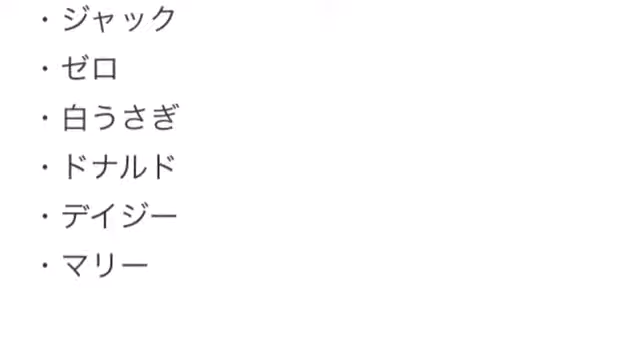 ・ジャック
・ゼロ
・白うさぎ
・ドナルド
・デイジー
・マリー